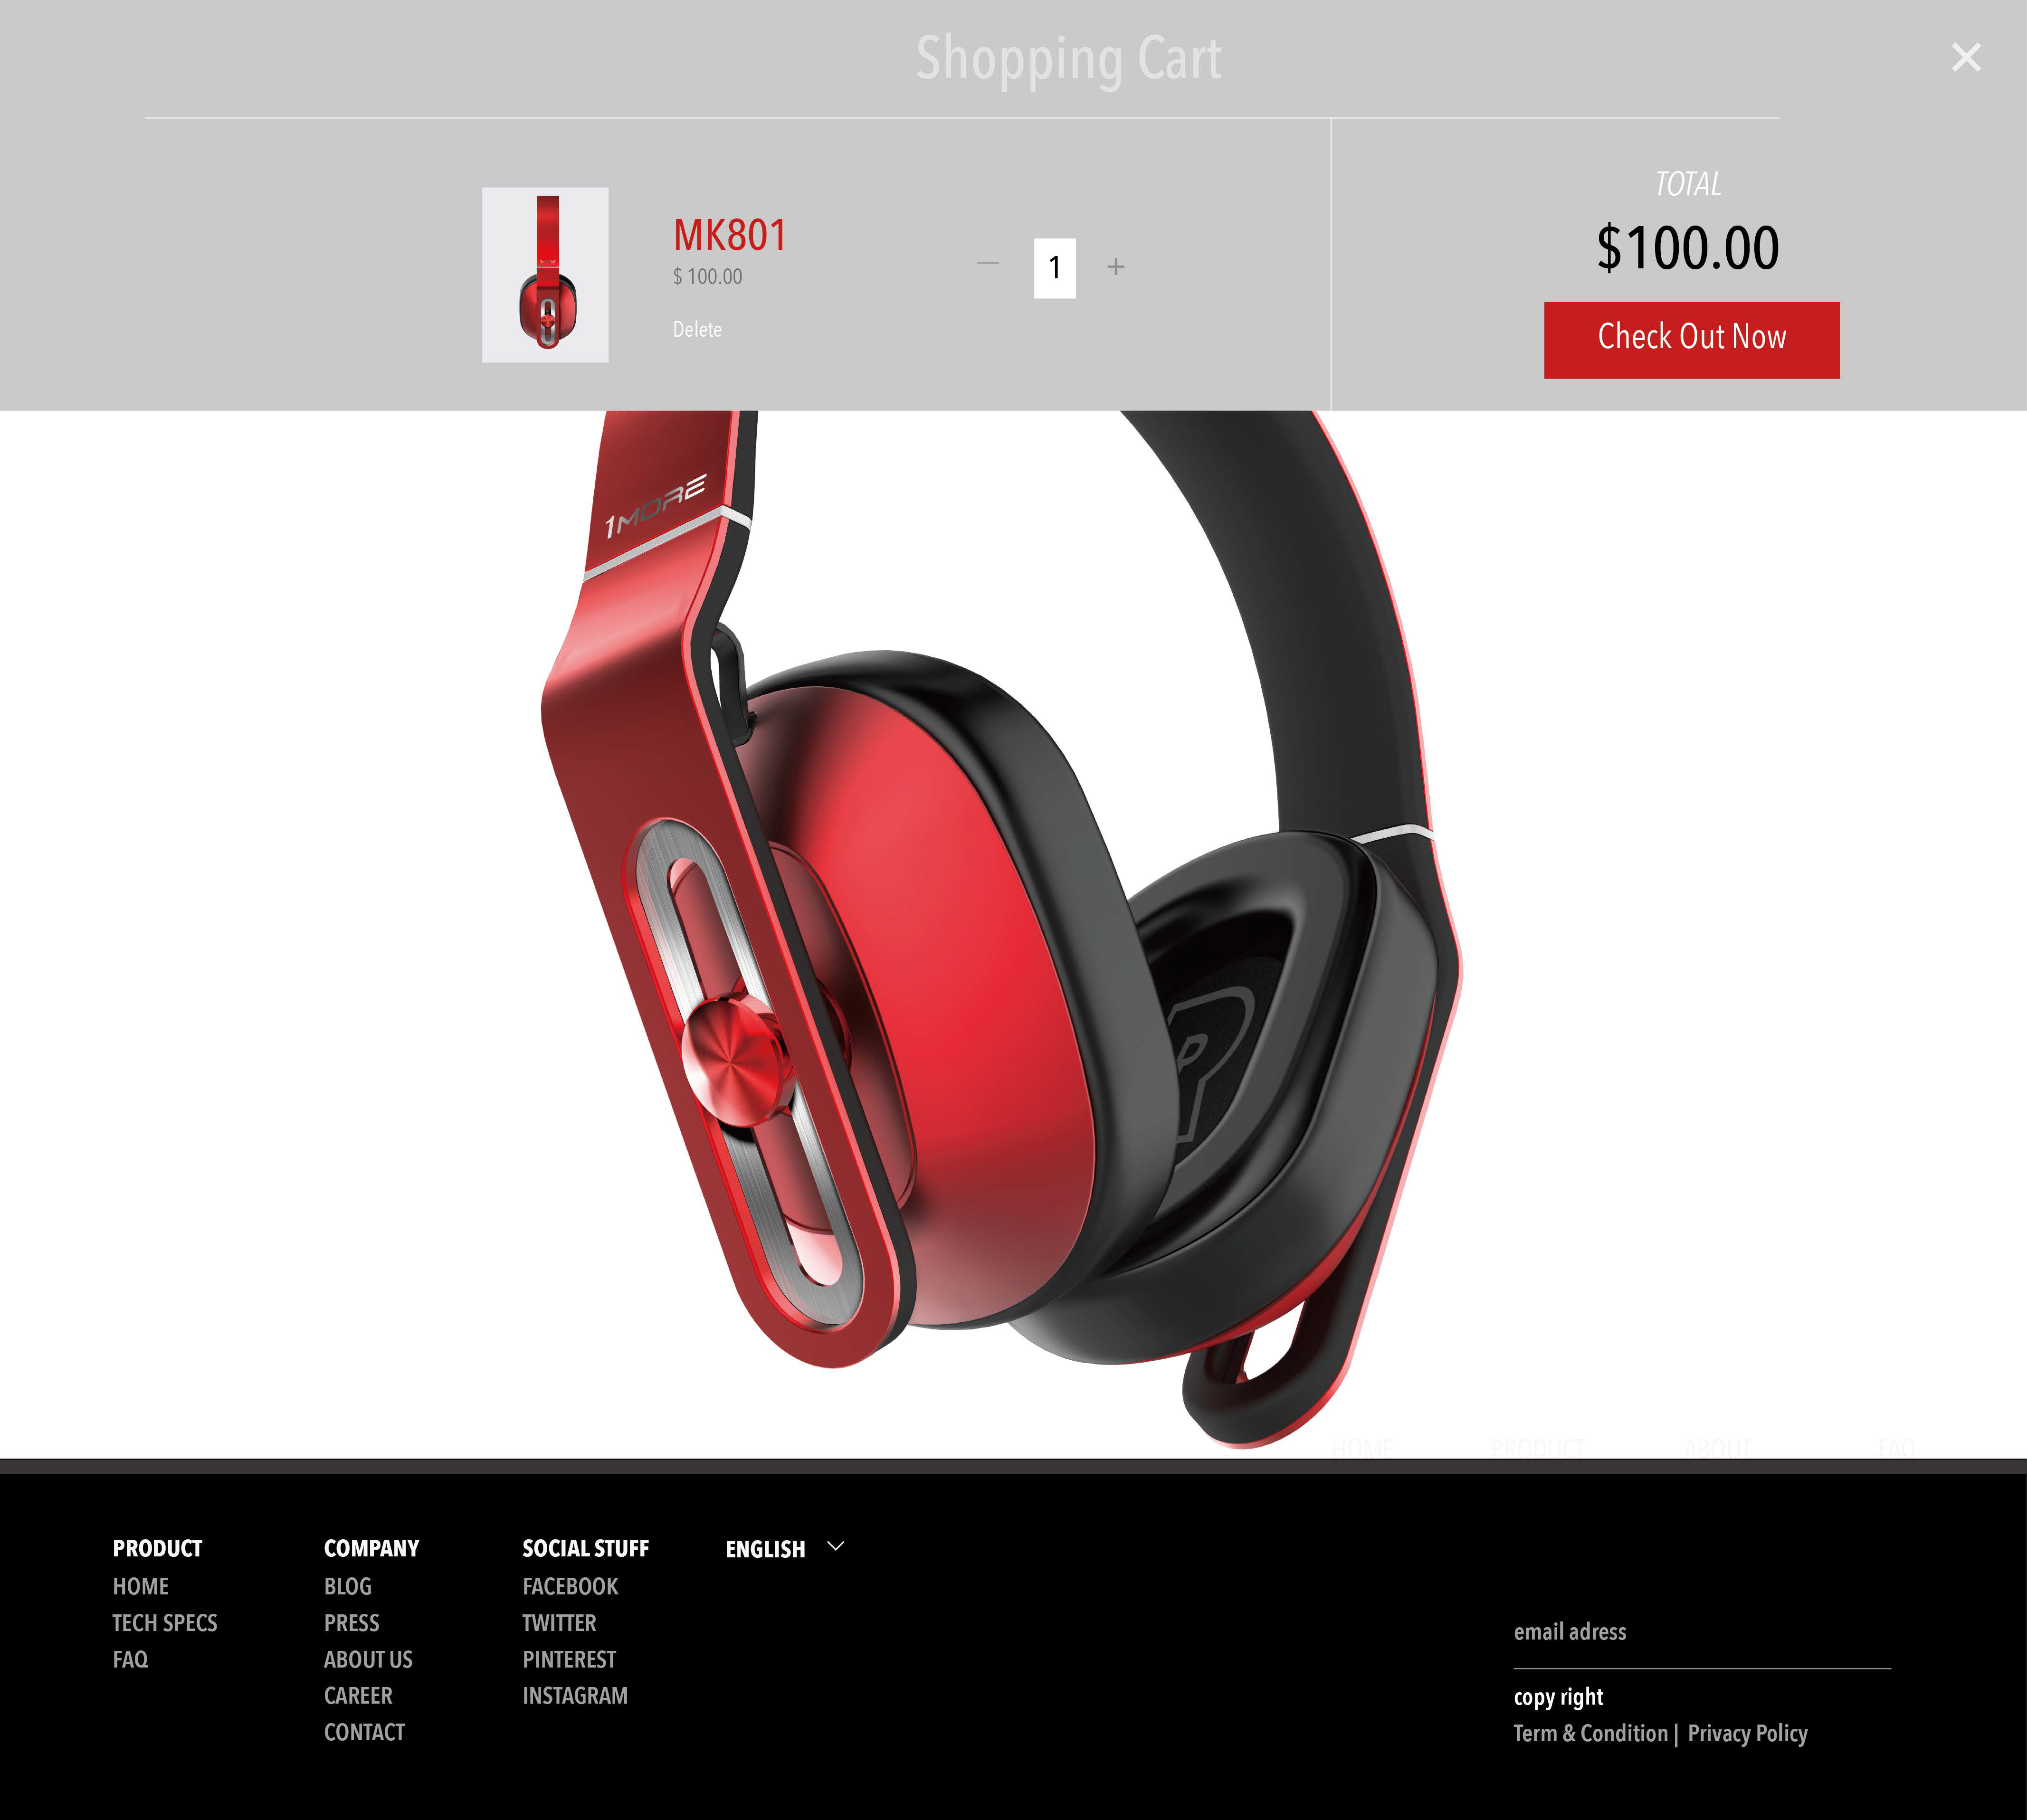 Shopping Cart
MK801
$ 100.00
Delete
— 1 +
TOTAL
$100.00
Check Out Now
1MORE
HOME PRODUCT ABOUT FAQ
PRODUCT
HOME
TECH SPECS
FAQ
COMPANY
BLOG
PRESS
ABOUT US
CAREER
CONTACT
SOCIAL STUFF
FACEBOOK
TWITTER
PINTEREST
INSTAGRAM
ENGLISH
email adress
copy right
Term & Condition | Privacy Policy